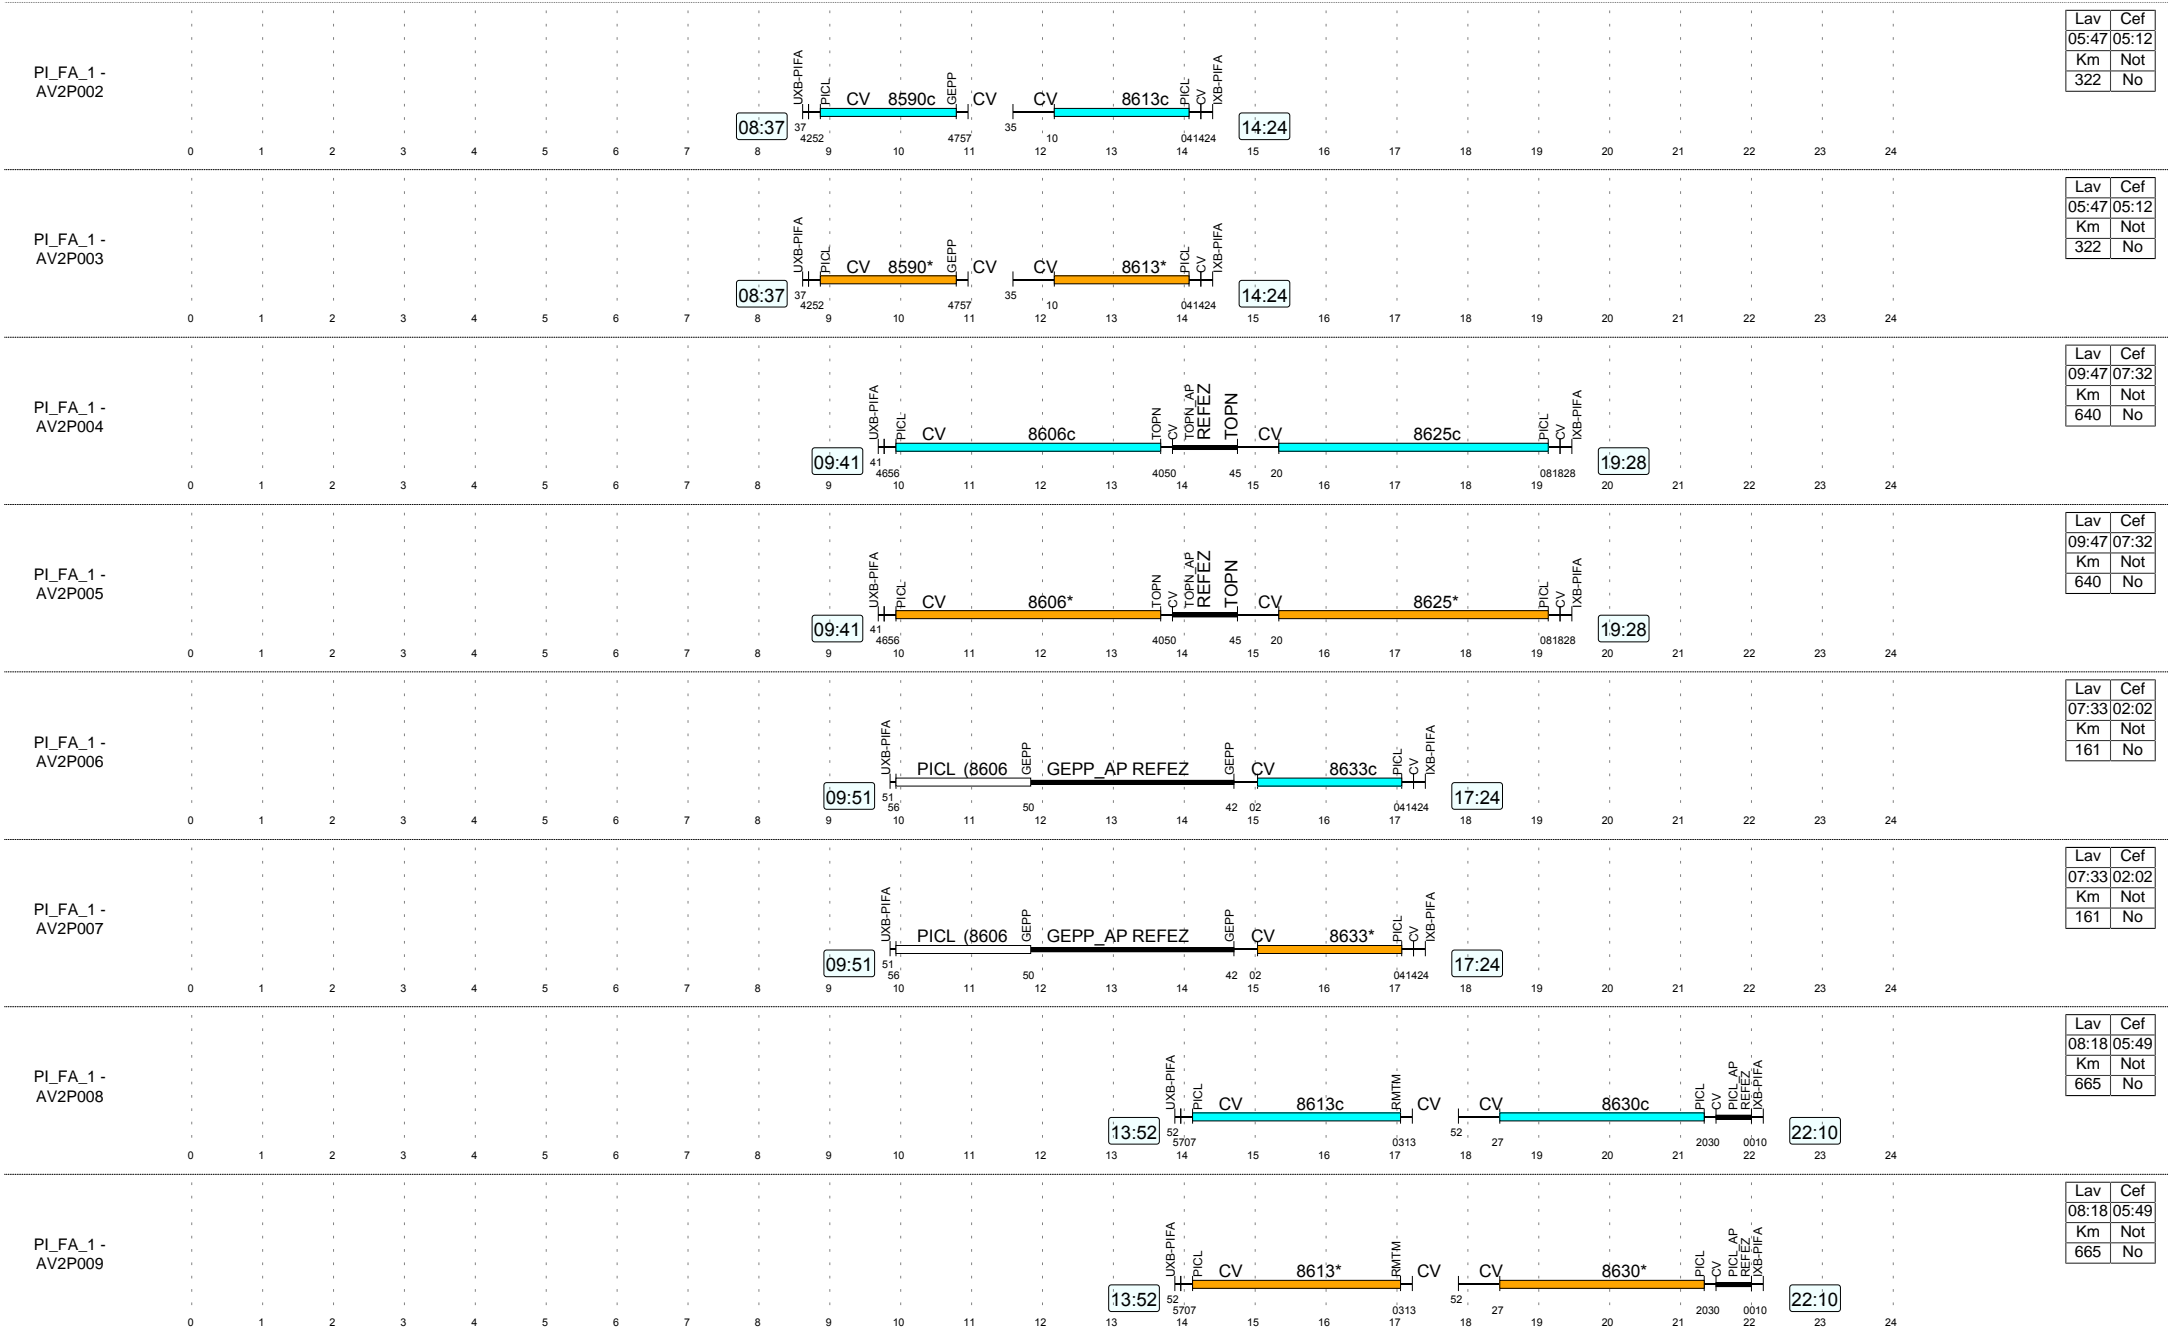 UXB-PIFA PICL GEPP PICL CV IXB-PIFA
Lav Cef
05:47 05:12
Km Not
322 No
PI_FA_1 -
AV2P002
CV 8590c CV CV 8613c
08:37 37 4252 4757 35 10 041424 14:24
0 1 2 3 4 5 6 7 8 9 10 11 12 13 14 15 16 17 18 19 20 21 22 23 24
UXB-PIFA PICL GEPP PICL CV IXB-PIFA
Lav Cef
05:47 05:12
Km Not
322 No
PI_FA_1 -
AV2P003
CV 8590* CV CV 8613*
08:37 37 4252 4757 35 10 041424 14:24
0 1 2 3 4 5 6 7 8 9 10 11 12 13 14 15 16 17 18 19 20 21 22 23 24
UXB-PIFA PICL TOPN CV TOPN_AP REFEZ TOPN PICL CV IXB-PIFA
Lav Cef
09:47 07:32
Km Not
640 No
PI_FA_1 -
AV2P004
CV 8606c CV 8625c
09:41 41 4656 4050 45 20 081828 19:28
0 1 2 3 4 5 6 7 8 9 10 11 12 13 14 15 16 17 18 19 20 21 22 23 24
UXB-PIFA PICL TOPN CV TOPN_AP REFEZ TOPN PICL CV IXB-PIFA
Lav Cef
09:47 07:32
Km Not
640 No
PI_FA_1 -
AV2P005
CV 8606* CV 8625*
09:41 41 4656 4050 45 20 081828 19:28
0 1 2 3 4 5 6 7 8 9 10 11 12 13 14 15 16 17 18 19 20 21 22 23 24
UXB-PIFA GEPP GEPP PICL CV IXB-PIFA
Lav Cef
07:33 02:02
Km Not
161 No
PI_FA_1 -
AV2P006
PICL (8606 GEPP_AP REFEZ CV 8633c
09:51 51 56 50 42 02 041424 17:24
0 1 2 3 4 5 6 7 8 9 10 11 12 13 14 15 16 17 18 19 20 21 22 23 24
UXB-PIFA GEPP GEPP PICL CV IXB-PIFA
Lav Cef
07:33 02:02
Km Not
161 No
PI_FA_1 -
AV2P007
PICL (8606 GEPP_AP REFEZ CV 8633*
09:51 51 56 50 42 02 041424 17:24
0 1 2 3 4 5 6 7 8 9 10 11 12 13 14 15 16 17 18 19 20 21 22 23 24
UXB-PIFA PICL RMTM PICL CV PICL_AP REFEZ IXB-PIFA
Lav Cef
08:18 05:49
Km Not
665 No
PI_FA_1 -
AV2P008
CV 8613c CV CV 8630c
13:52 52 5707 0313 52 27 2030 0010 22:10
0 1 2 3 4 5 6 7 8 9 10 11 12 13 14 15 16 17 18 19 20 21 22 23 24
UXB-PIFA PICL RMTM PICL CV PICL_AP REFEZ IXB-PIFA
Lav Cef
08:18 05:49
Km Not
665 No
PI_FA_1 -
AV2P009
CV 8613* CV CV 8630*
13:52 52 5707 0313 52 27 2030 0010 22:10
0 1 2 3 4 5 6 7 8 9 10 11 12 13 14 15 16 17 18 19 20 21 22 23 24